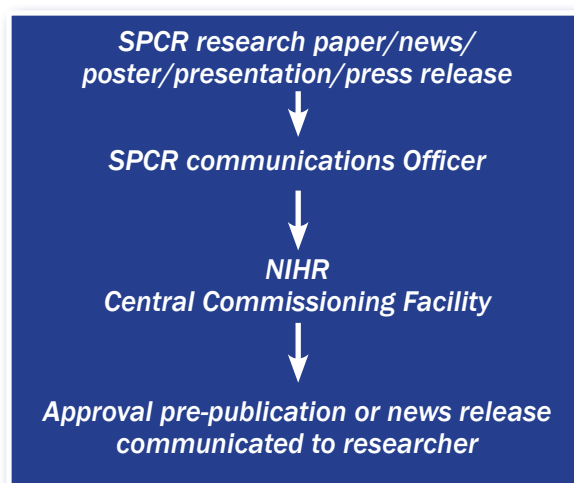 SPCR research paper/news/
poster/presentation/press release
SPCR communications Officer
NIHR
Central Commissioning Facility
Approval pre-publication or news release
communicated to researcher